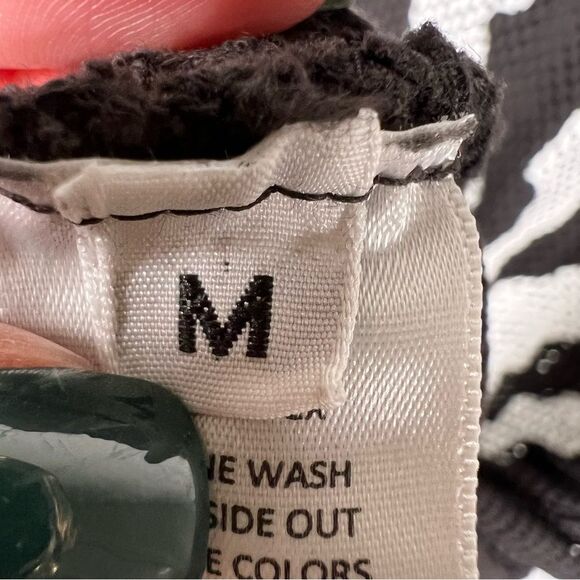 M
NE WASH
SIDE OUT
E COLORS